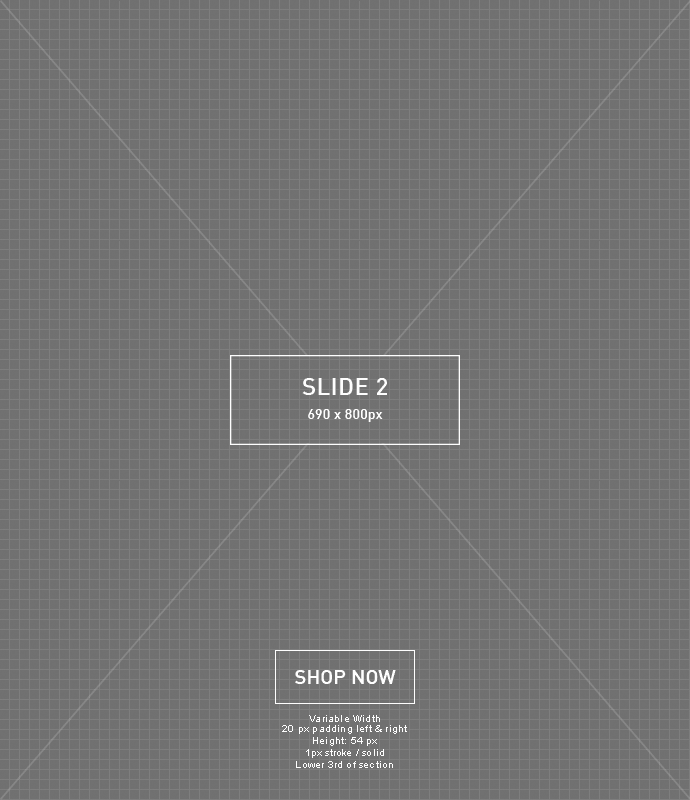 SLIDE 2
690 x 800px
SHOP NOW
Variable Width
20 px padding left & right
Height: 54 px
1px stroke / solid
Lower 3rd of section